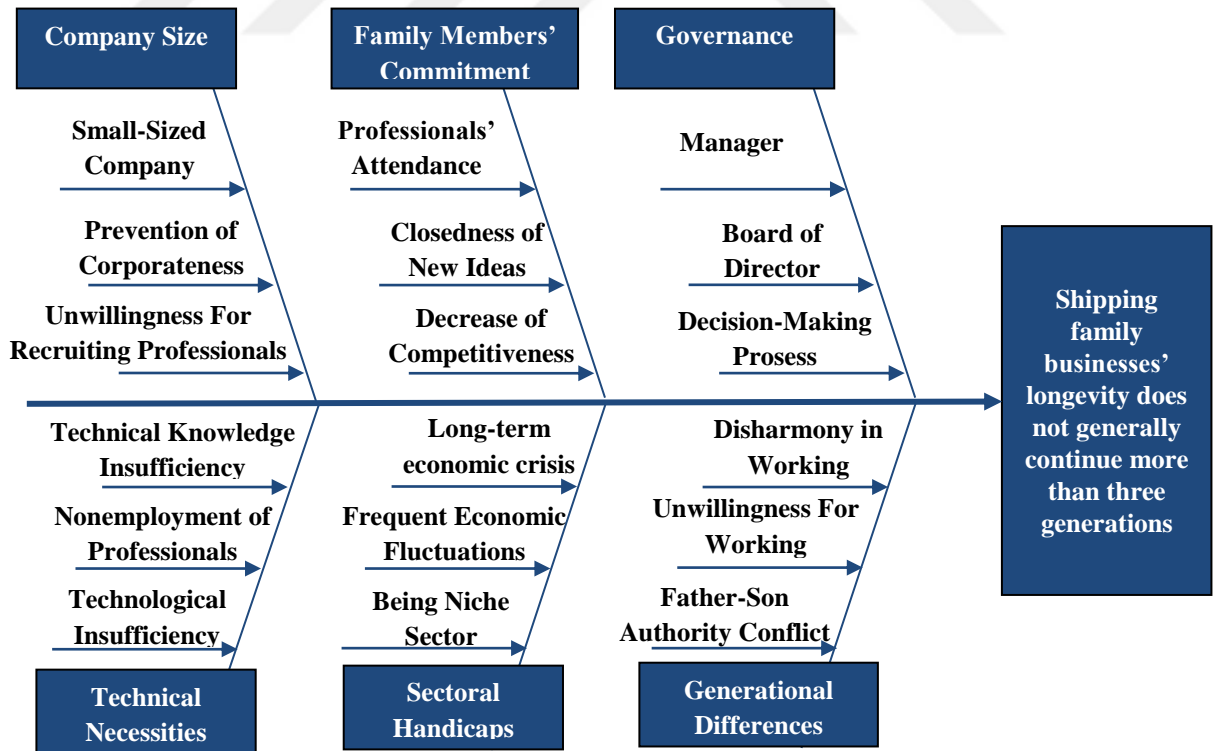 Company Size
Family Members’
Commitment
Governance
Small-Sized
Company
Prevention of
Corporateness
Unwillingness For
Recruiting Professionals
Professionals’
Attendance
Closedness of
New Ideas
Decrease of
Competitiveness
Manager
Board of
Director
Decision-Making
Prosess
Shipping
family
businesses’
longevity does
not generally
continue more
than three
generations
Technical Knowledge
Insufficiency
Nonemployment of
Professionals
Technological
Insufficiency
Long-term
economic crisis
Frequent Economic
Fluctuations
Being Niche
Sector
Disharmony in
Working
Unwillingness For
Working
Father-Son
Authority Conflict
Technical
Necessities
Sectoral
Handicaps
Generational
Differences